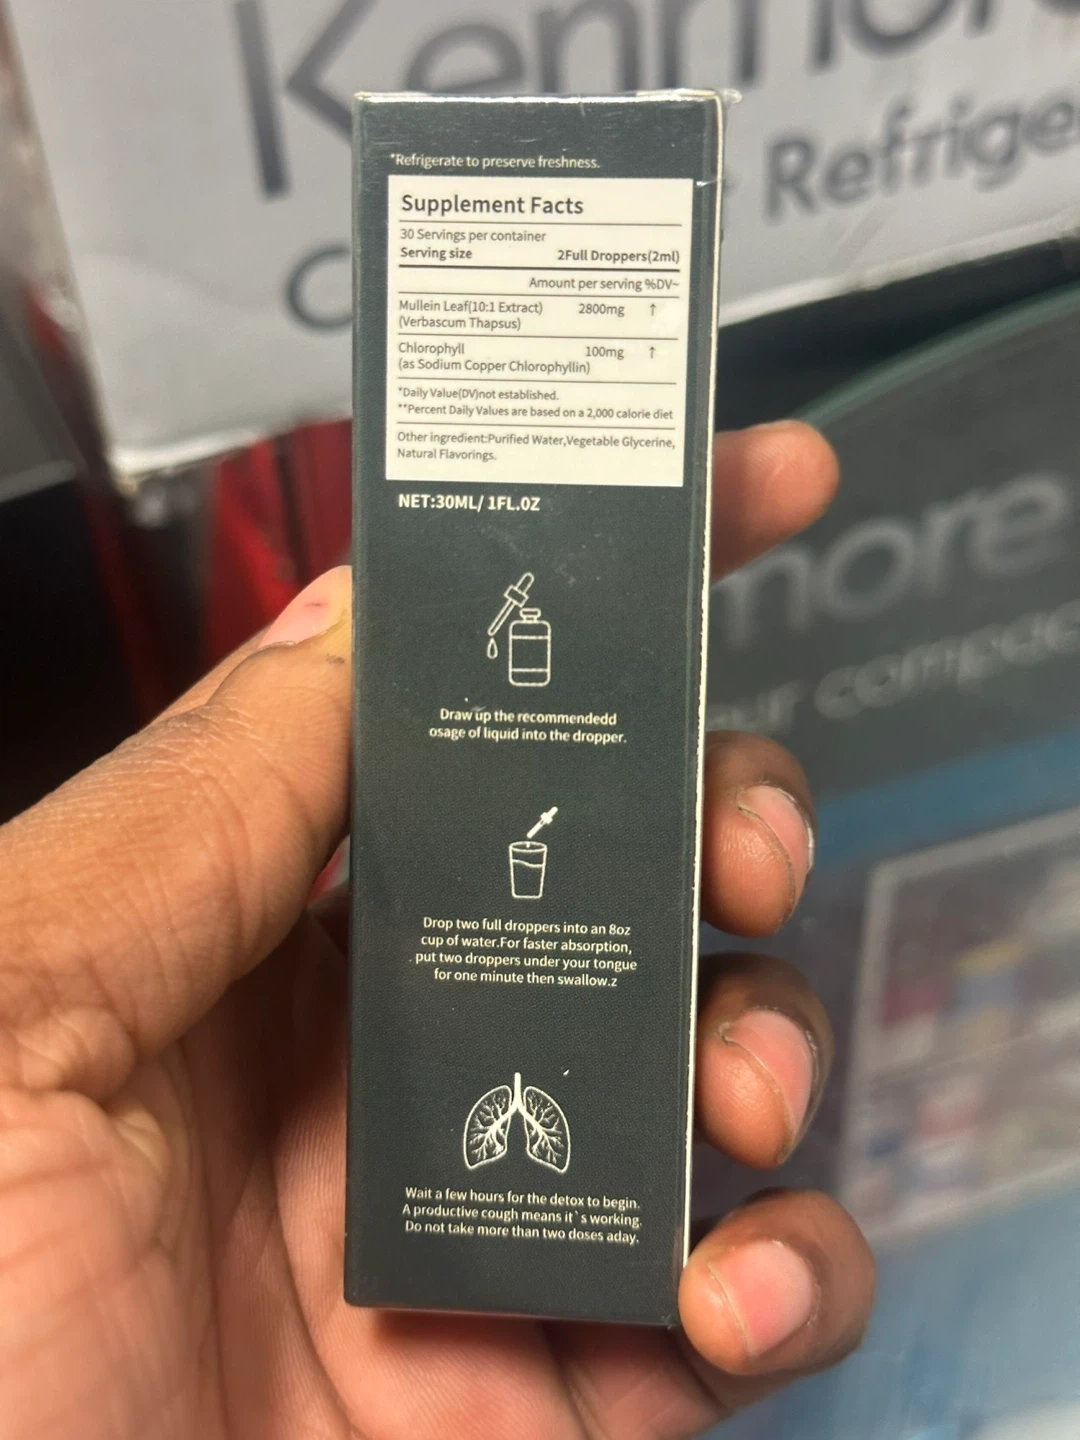 Kenmore
Refrige
*Refrigerate to preserve freshness.
Supplement Facts
30 Servings per container
Serving size 2Full Droppers(2ml)
Amount per serving %DV~
Mullein Leaf(10:1 Extract) 2800mg ↑
(Verbascum Thapsus)
Chlorophyll 100mg ↑
(as Sodium Copper Chlorophyllin)
*Daily Value(DV)not established.
**Percent Daily Values are based on a 2,000 calorie diet
Other ingredient:Purified Water,Vegetable Glycerine,
Natural Flavorings.
NET:30ML/ 1FL.OZ
Draw up the recommendedd
osage of liquid into the dropper.
Drop two full droppers into an 8oz
cup of water.For faster absorption,
put two droppers under your tongue
for one minute then swallow.z
Wait a few hours for the detox to begin.
A productive cough means it`s working.
Do not take more than two doses aday.
more